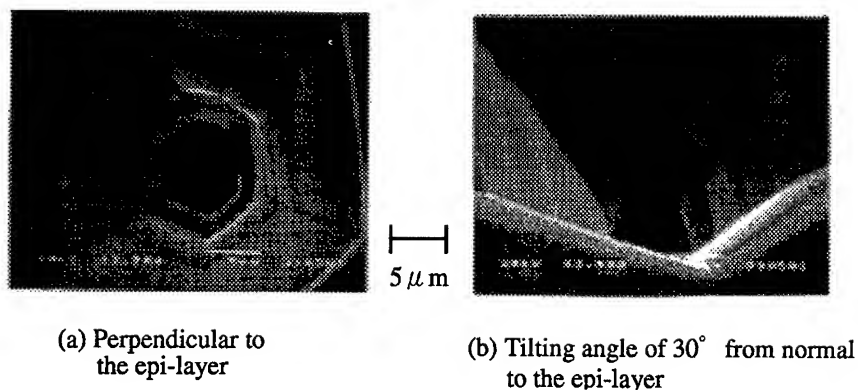 5 μm
(a) Perpendicular to
the epi-layer
(b) Tilting angle of 30° from normal
to the epi-layer